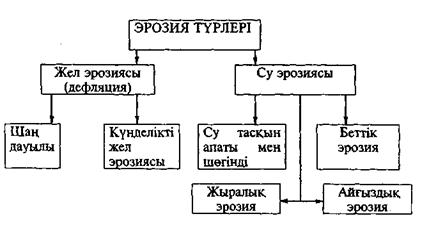 ЭРОЗИЯ ТҮРЛЕРІ
Жел эрозиясы
(дефляция)
Су эрозиясы
Шаң
дауылы
Күнделікті
жел
эрозиясы
Су тасқын
апаты мен
шөгінді
Беттік
эрозия
Жыралық
эрозия
Айғыздық
эрозия